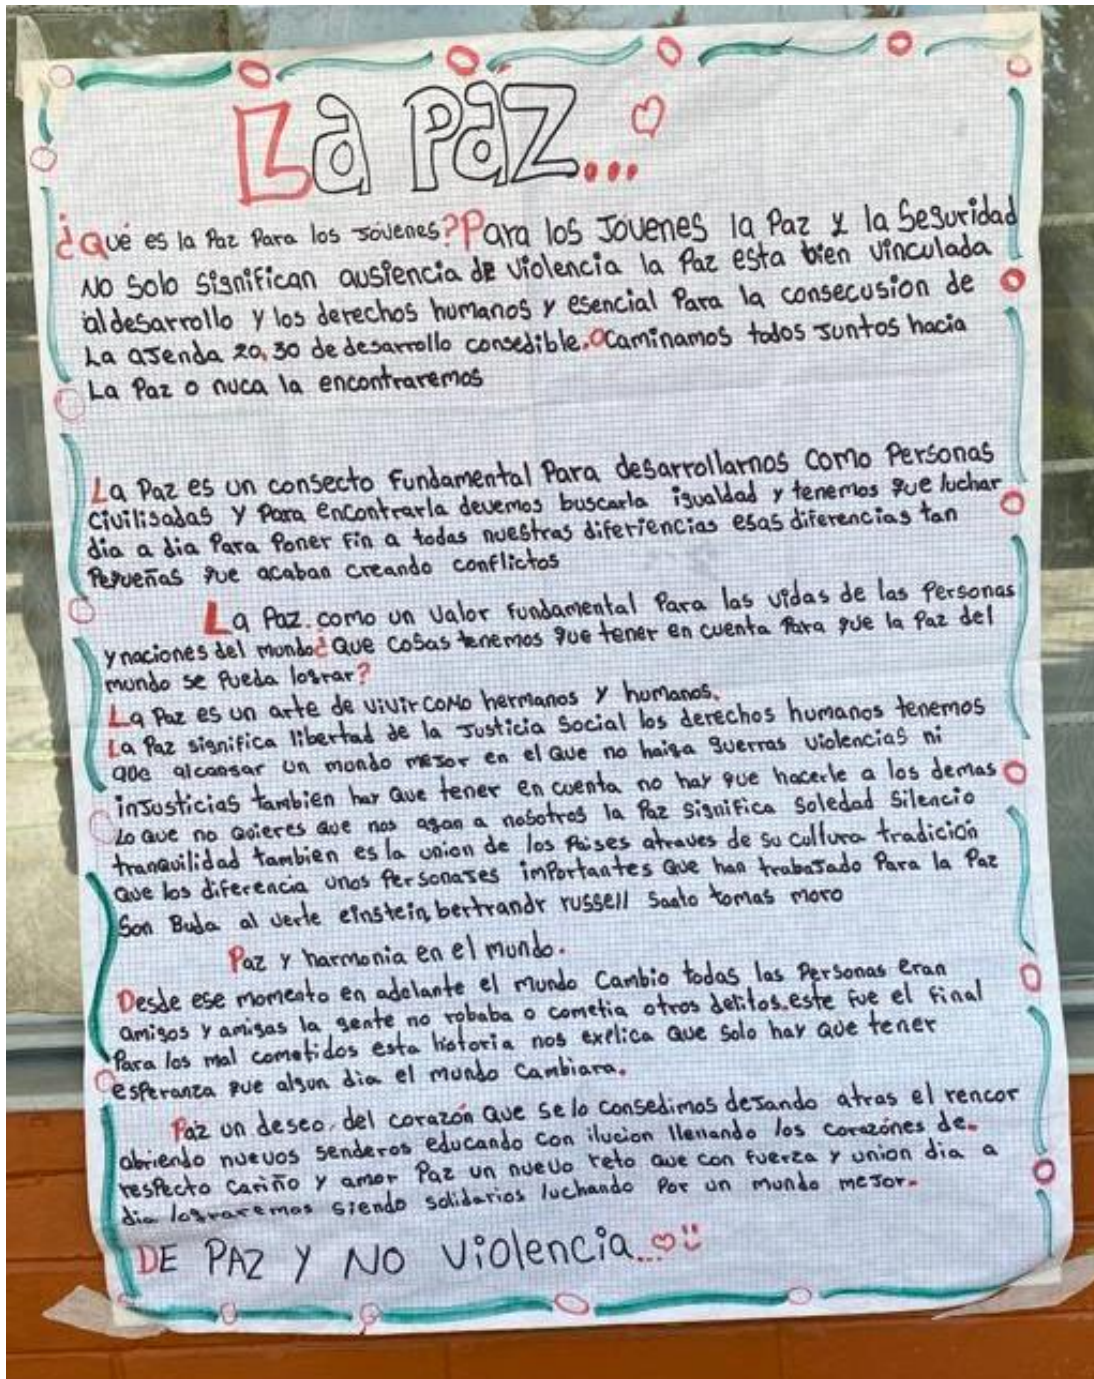 La Paz...
¿Qué es la Paz Para los Jovenes? Para los Jovenes la Paz y la Seguridad
No Solo Significan ausiencia de violencia la Paz esta bien vinculada
al desarrollo y los derechos humanos y esencial Para la consecusion de
La aJenda 20,30 de desarrollo consedible. O Caminamos todos Juntos hacia
La Paz o nuca la encontraremos
La Paz es un consecto Fundamental Para desarrollarnos Como Personas
Civilisadas y Para encontrarla devemos buscarla igualdad y tenemos que luchar
dia a dia Para Poner Fin a todas nuestras diferiencias esas diferencias tan
Pequeñas que acaban creando conflictos
La Paz como un Valor Fundamental Para las vidas de las Personas
y naciones del mundo ¿Que Cosas tenemos que tener en cuenta Para que la Paz del
mundo se Pueda lograr?
La Paz es un arte de vivir como hermanos y humanos.
La Paz significa libertad de la Justicia Social los derechos humanos tenemos
que alcansar un mondo meJor en el Que no haiga guerras violencias ni
inJusticias tambien hay Que tener en cuenta no hay que hacerle a los demas
Lo Que no Quieres Que nos agan a nosotros la Paz Significa Soledad Silencio
tranquilidad tambien es la union de los Paises atraves de su cultura tradición
Que los diferencia unos PersonaJes imPortantes Que han trabaJado Para la Paz
Son Buda al verte einstein, bertrandr russell Santo tomas moro
Paz y harmonia en el mundo.
Desde ese momento en adelante el mundo Cambio todas las Personas eran
amigos y amigas la gente no robaba o cometia otros delitos. este fue el final
Para los mal cometidos esta historia nos explica Que solo hay Que tener
esPeranza que algun dia el mundo Cambiara.
Paz un deseo del corazón Que se lo consedimos deJando atras el rencor
abriendo nuevos senderos educando con ilucion llenando los corazónes de
resPecto Cariño y amor Paz un nuevo reto Que con fuerza y union dia a
dia lograremos siendo solidarios luchando Por un mundo meJor.
DE PAZ Y NO Violencia...